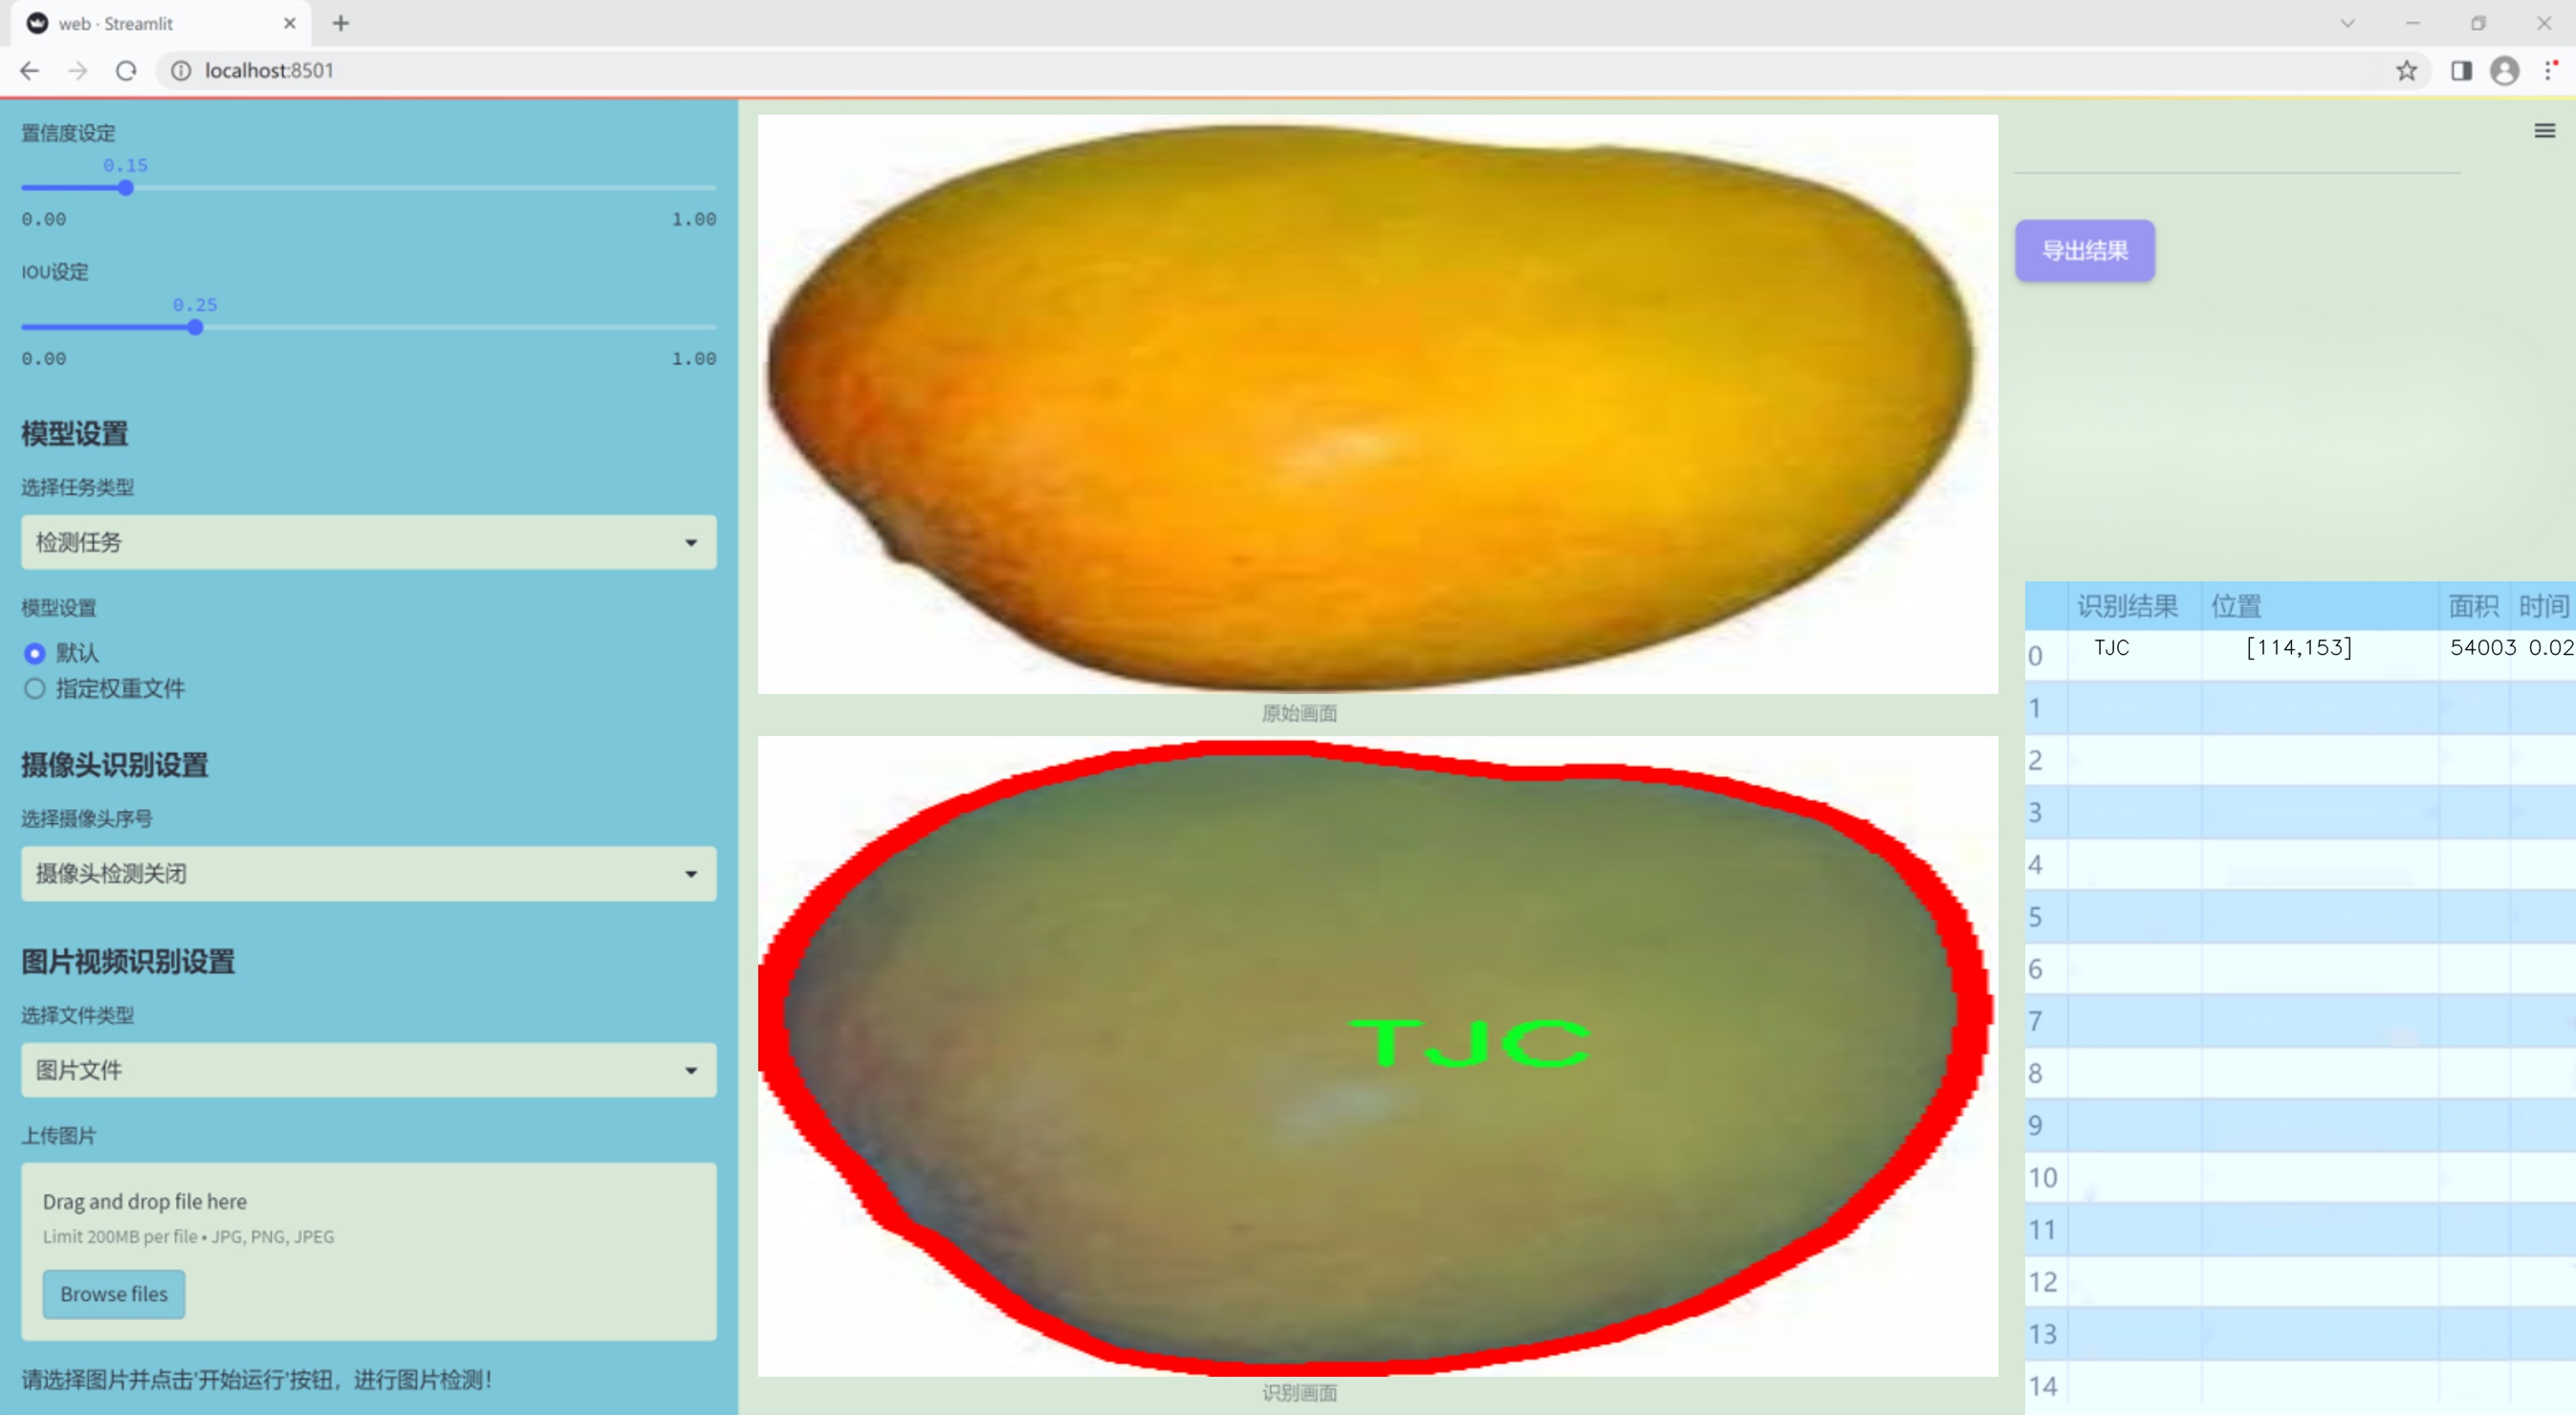 web · Streamlit
localhost:8501
置信度设定
0.15
0.00 1.00
IOU设定
0.25
0.00 1.00
模型设置
选择任务类型
检测任务
模型设置
默认
指定权重文件
摄像头识别设置
选择摄像头序号
摄像头检测关闭
图片视频识别设置
选择文件类型
图片文件
上传图片
Drag and drop file here
Limit 200MB per file • JPG, PNG, JPEG
Browse files
请选择图片并点击'开始运行'按钮，进行图片检测！
原始画面
TJC
识别画面
导出结果
识别结果 位置 面积 时间
0 TJC [114,153] 54003 0.02
1
2
3
4
5
6
7
8
9
10
11
12
13
14